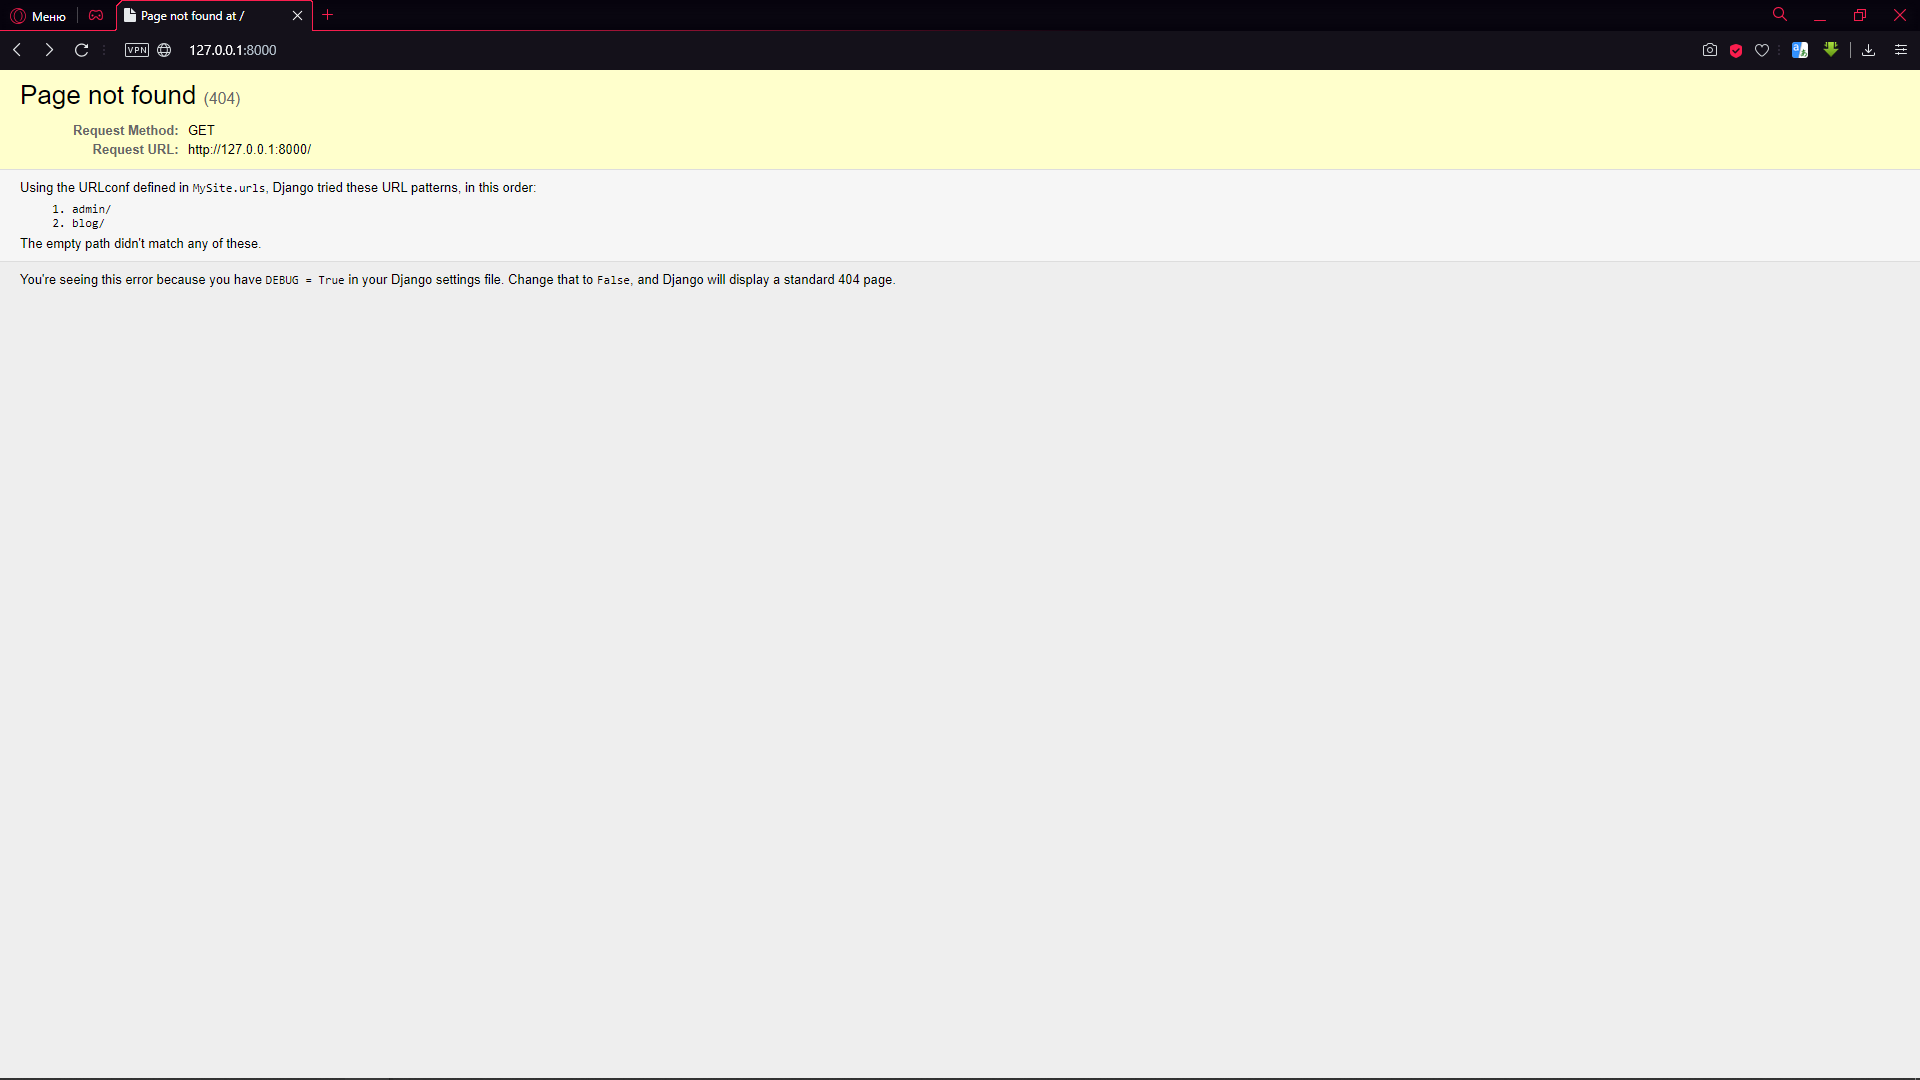 Меню
Page not found at /
VPN
127.0.0.1:8000
Page not found (404)
Request Method: GET
Request URL: http://127.0.0.1:8000/
Using the URLconf defined in MySite.urls, Django tried these URL patterns, in this order:
1. admin/
2. blog/
The empty path didn't match any of these.
You're seeing this error because you have DEBUG = True in your Django settings file. Change that to False, and Django will display a standard 404 page.